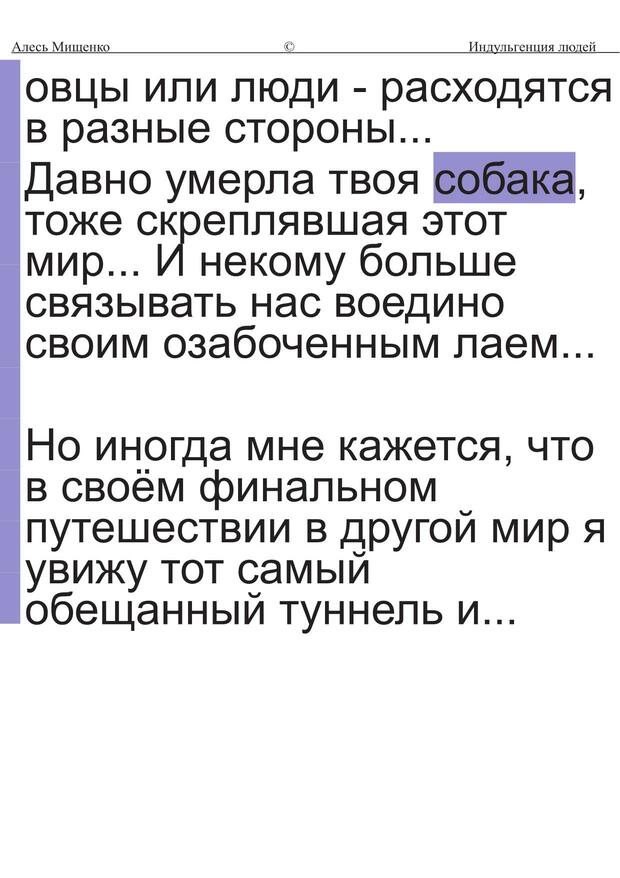 Алесь Мищенко © Индульгенция людей
овцы или люди - расходятся
в разные стороны...
Давно умерла твоя собака,
тоже скреплявшая этот
мир... И некому больше
связывать нас воедино
своим озабоченным лаем...
Но иногда мне кажется, что
в своём финальном
путешествии в другой мир я
увижу тот самый
обещанный туннель и...